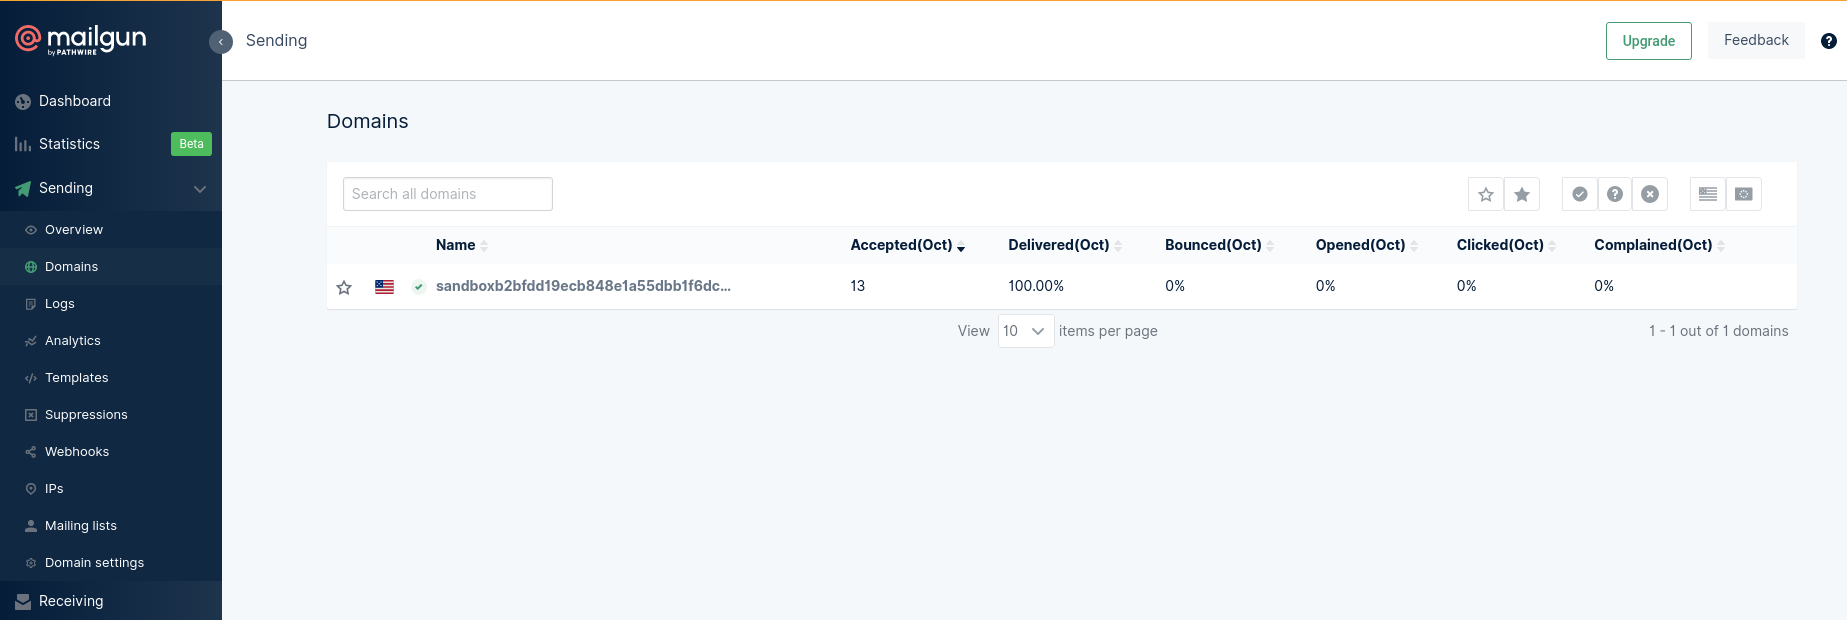 mailgun
by PATHWIRE
Sending
Upgrade
Feedback
Dashboard
Statistics
Beta
Sending
Overview
Domains
Logs
Analytics
Templates
Suppressions
Webhooks
IPs
Mailing lists
Domain settings
Receiving
Domains
Search all domains
Name Accepted(Oct) Delivered(Oct) Bounced(Oct) Opened(Oct) Clicked(Oct) Complained(Oct)
sandboxb2bfdd19ecb848e1a55dbb1f6dc... 13 100.00% 0% 0% 0% 0%
View 10 items per page
1 - 1 out of 1 domains